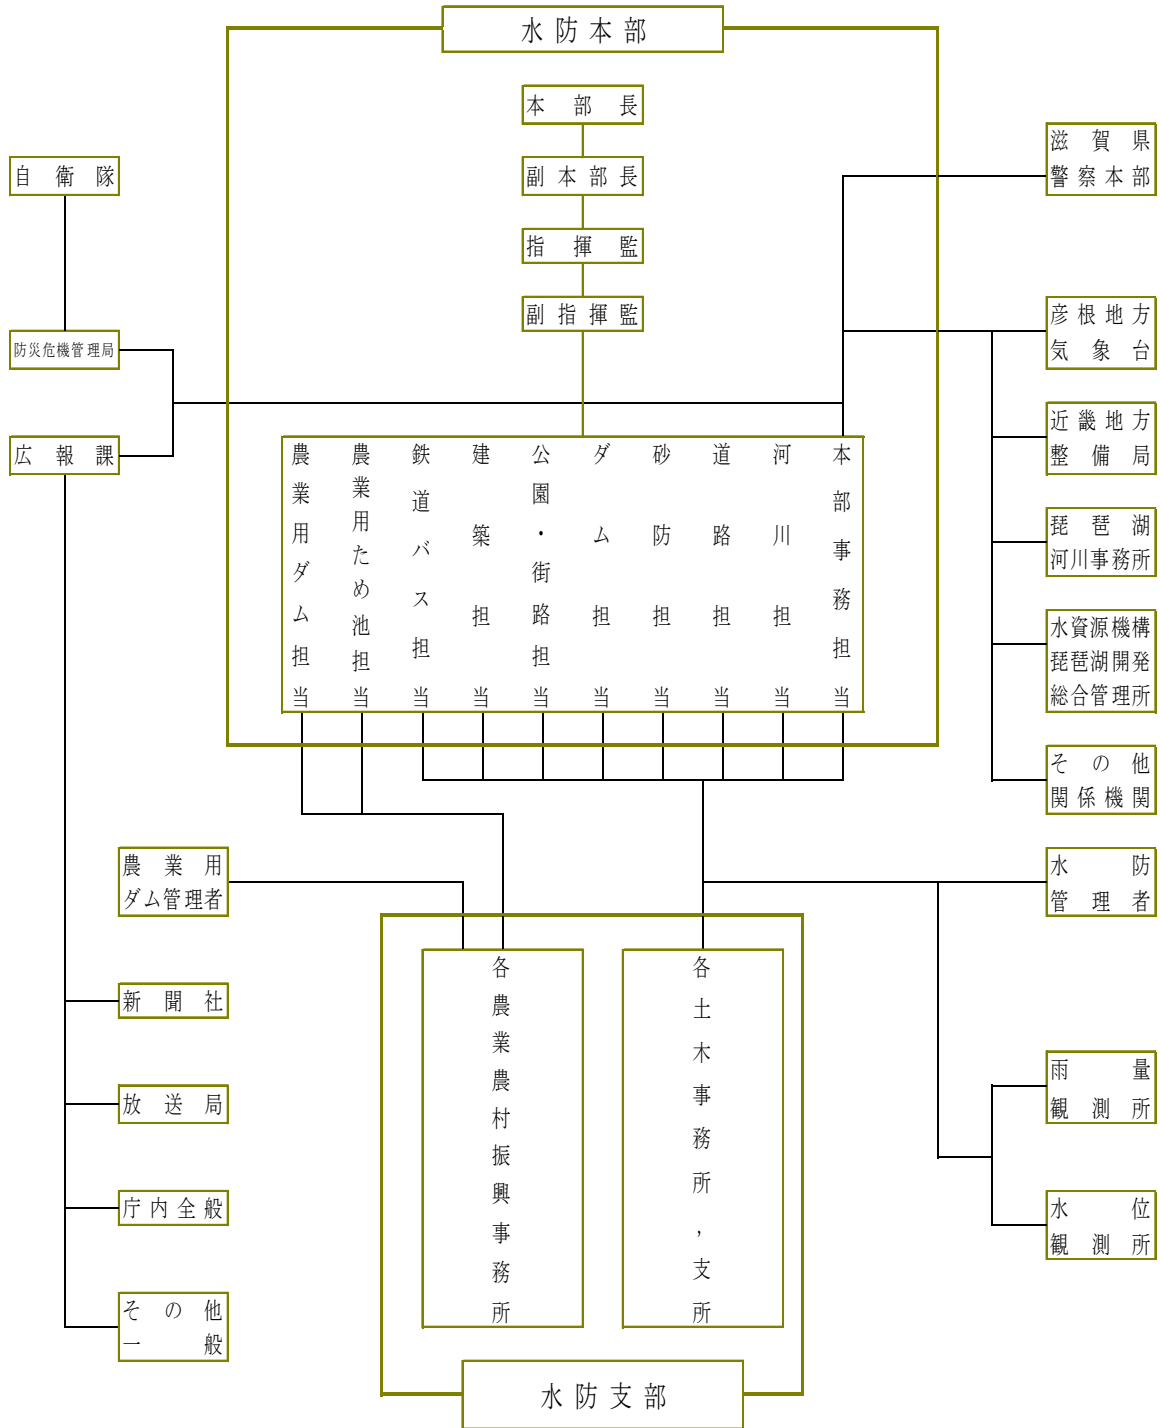 水防本部
本部長
副本部長
指揮監
副指揮監
自衛隊
防災危機管理局
広報課
滋賀県
警察本部
彦根地方
気象台
近畿地方
整備局
琵琶湖
河川事務所
水資源機構
琵琶湖開発
総合管理所
その他
関係機関
農業用ダム担当
農業用ため池担当
鉄道バス担当
建築担当
公園・街路担当
ダム担当
砂防担当
道路担当
河川担当
本部事務担当
農業用
ダム管理者
水防
管理者
新聞社
放送局
庁内全般
その他
一般
各農業農村振興事務所
各土木事務所，支所
雨量
観測所
水位
観測所
水防支部